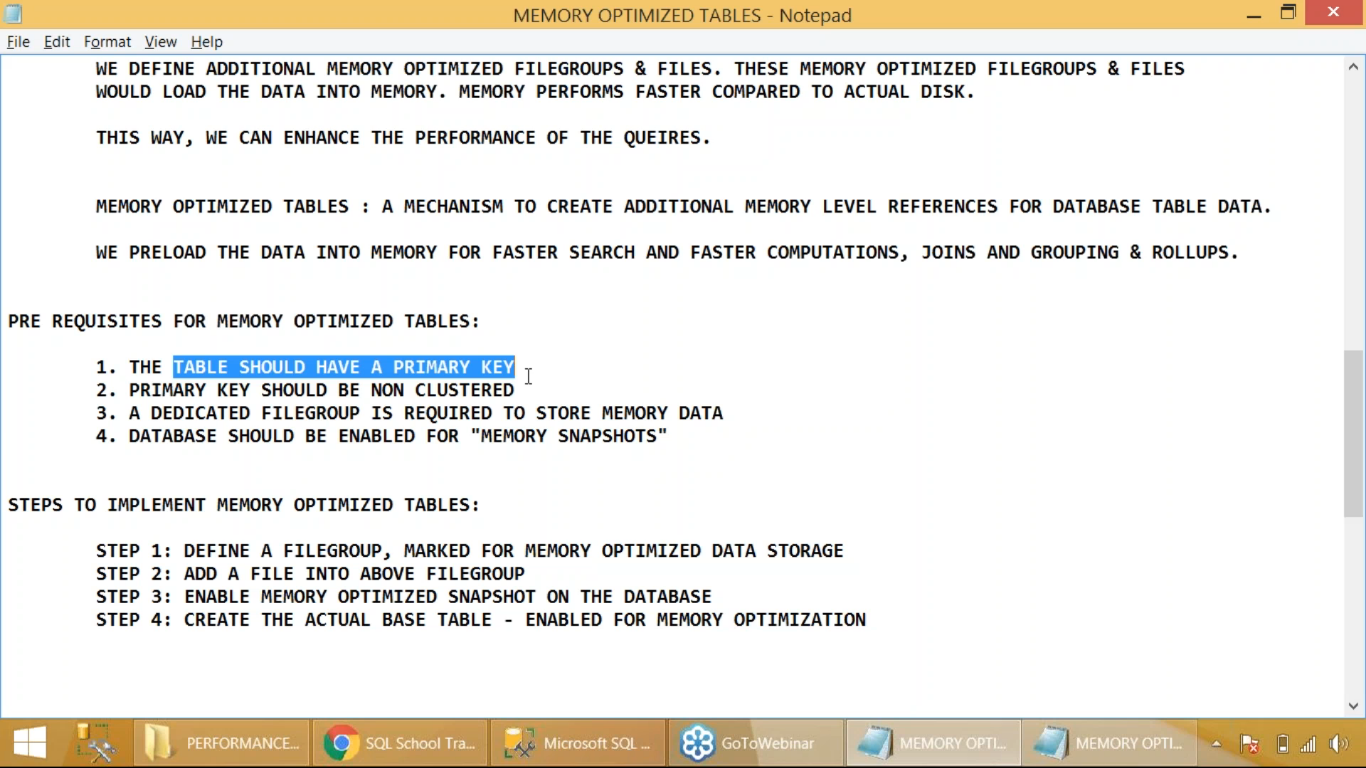 MEMORY OPTIMIZED TABLES - Notepad
File Edit Format View Help
WE DEFINE ADDITIONAL MEMORY OPTIMIZED FILEGROUPS & FILES. THESE MEMORY OPTIMIZED FILEGROUPS & FILES
WOULD LOAD THE DATA INTO MEMORY. MEMORY PERFORMS FASTER COMPARED TO ACTUAL DISK.
THIS WAY, WE CAN ENHANCE THE PERFORMANCE OF THE QUEIRES.
MEMORY OPTIMIZED TABLES : A MECHANISM TO CREATE ADDITIONAL MEMORY LEVEL REFERENCES FOR DATABASE TABLE DATA.
WE PRELOAD THE DATA INTO MEMORY FOR FASTER SEARCH AND FASTER COMPUTATIONS, JOINS AND GROUPING & ROLLUPS.
PRE REQUISITES FOR MEMORY OPTIMIZED TABLES:
1. THE TABLE SHOULD HAVE A PRIMARY KEY
2. PRIMARY KEY SHOULD BE NON CLUSTERED
3. A DEDICATED FILEGROUP IS REQUIRED TO STORE MEMORY DATA
4. DATABASE SHOULD BE ENABLED FOR "MEMORY SNAPSHOTS"
STEPS TO IMPLEMENT MEMORY OPTIMIZED TABLES:
STEP 1: DEFINE A FILEGROUP, MARKED FOR MEMORY OPTIMIZED DATA STORAGE
STEP 2: ADD A FILE INTO ABOVE FILEGROUP
STEP 3: ENABLE MEMORY OPTIMIZED SNAPSHOT ON THE DATABASE
STEP 4: CREATE THE ACTUAL BASE TABLE - ENABLED FOR MEMORY OPTIMIZATION
PERFORMANCE... SQL School Tra... Microsoft SQL ... GoToWebinar MEMORY OPTI... MEMORY OPTI...